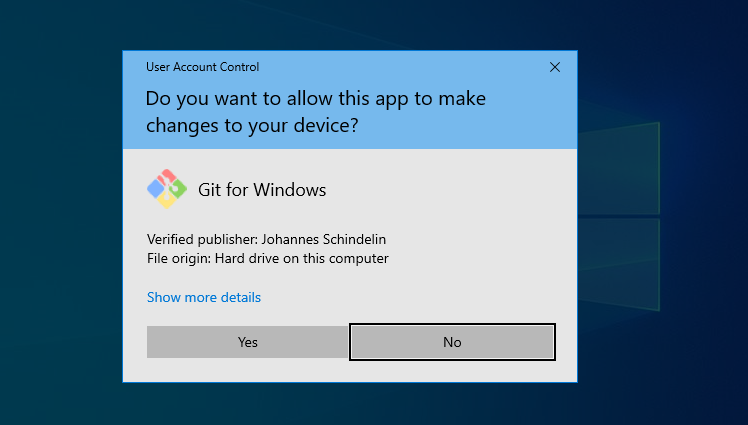 User Account Control
Do you want to allow this app to make
changes to your device?
Git for Windows
Verified publisher: Johannes Schindelin
File origin: Hard drive on this computer
Show more details
Yes
No